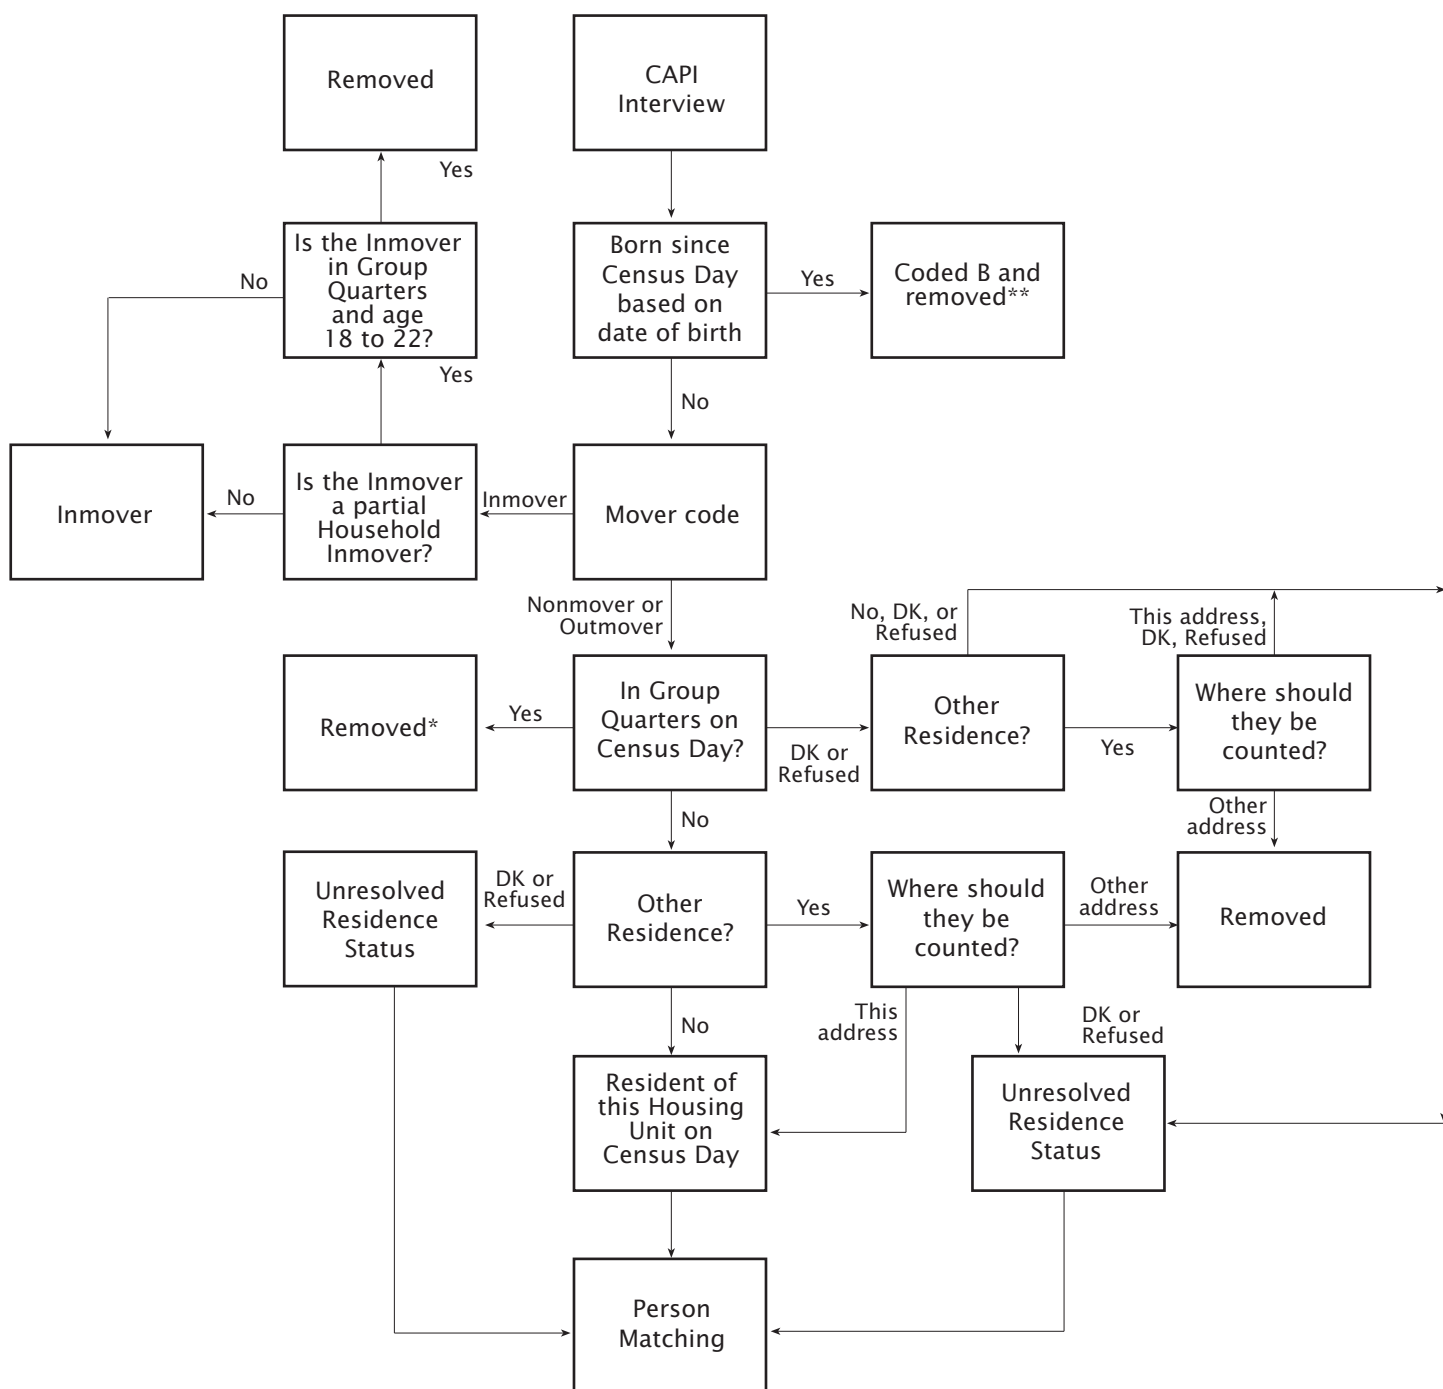 Removed
CAPI
Interview
Yes
Is the Inmover
in Group
Quarters
and age
18 to 22?
No
Born since
Census Day
based on
date of birth
Yes
Coded B and
removed**
Yes
No
Inmover
No
Is the Inmover
a partial
Household
Inmover?
Inmover
Mover code
Nonmover or
Outmover
No, DK, or
Refused
This address,
DK, Refused
Removed*
Yes
In Group
Quarters on
Census Day?
DK or
Refused
Other
Residence?
Yes
Where should
they be
counted?
No
Other
address
Unresolved
Residence
Status
DK or
Refused
Other
Residence?
Yes
Where should
they be
counted?
Other
address
Removed
No
This
address
DK or
Refused
Resident of
this Housing
Unit on
Census Day
Unresolved
Residence
Status
Person
Matching